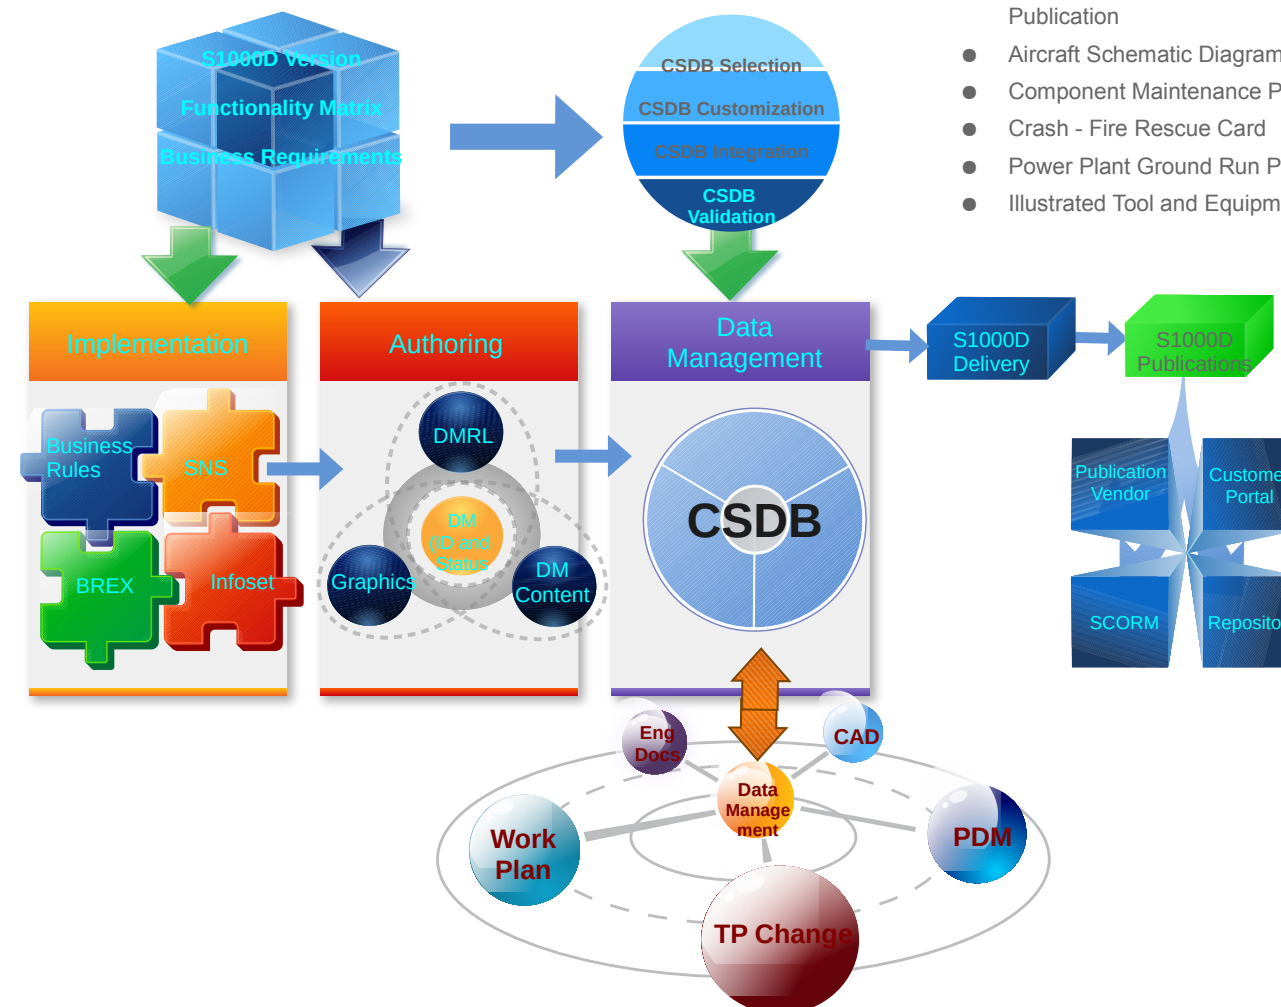 Publication
● Aircraft Schematic Diagram
● Component Maintenance P
● Crash - Fire Rescue Card
● Power Plant Ground Run P
● Illustrated Tool and Equipm
S1000D Version
Functionality Matrix
Business Requirements
CSDB Selection
CSDB Customization
CSDB Integration
CSDB
Validation
Implementation
Authoring
Data
Management
S1000D
Delivery
S1000D
Publications
Business
Rules
SNS
BREX
Infoset
DMRL
DM
(ID and
Status
Graphics
DM
Content
CSDB
Publication
Vendor
Custome
Portal
SCORM
Reposito
Eng
Docs
CAD
Data
Manage
ment
Work
Plan
PDM
TP Change